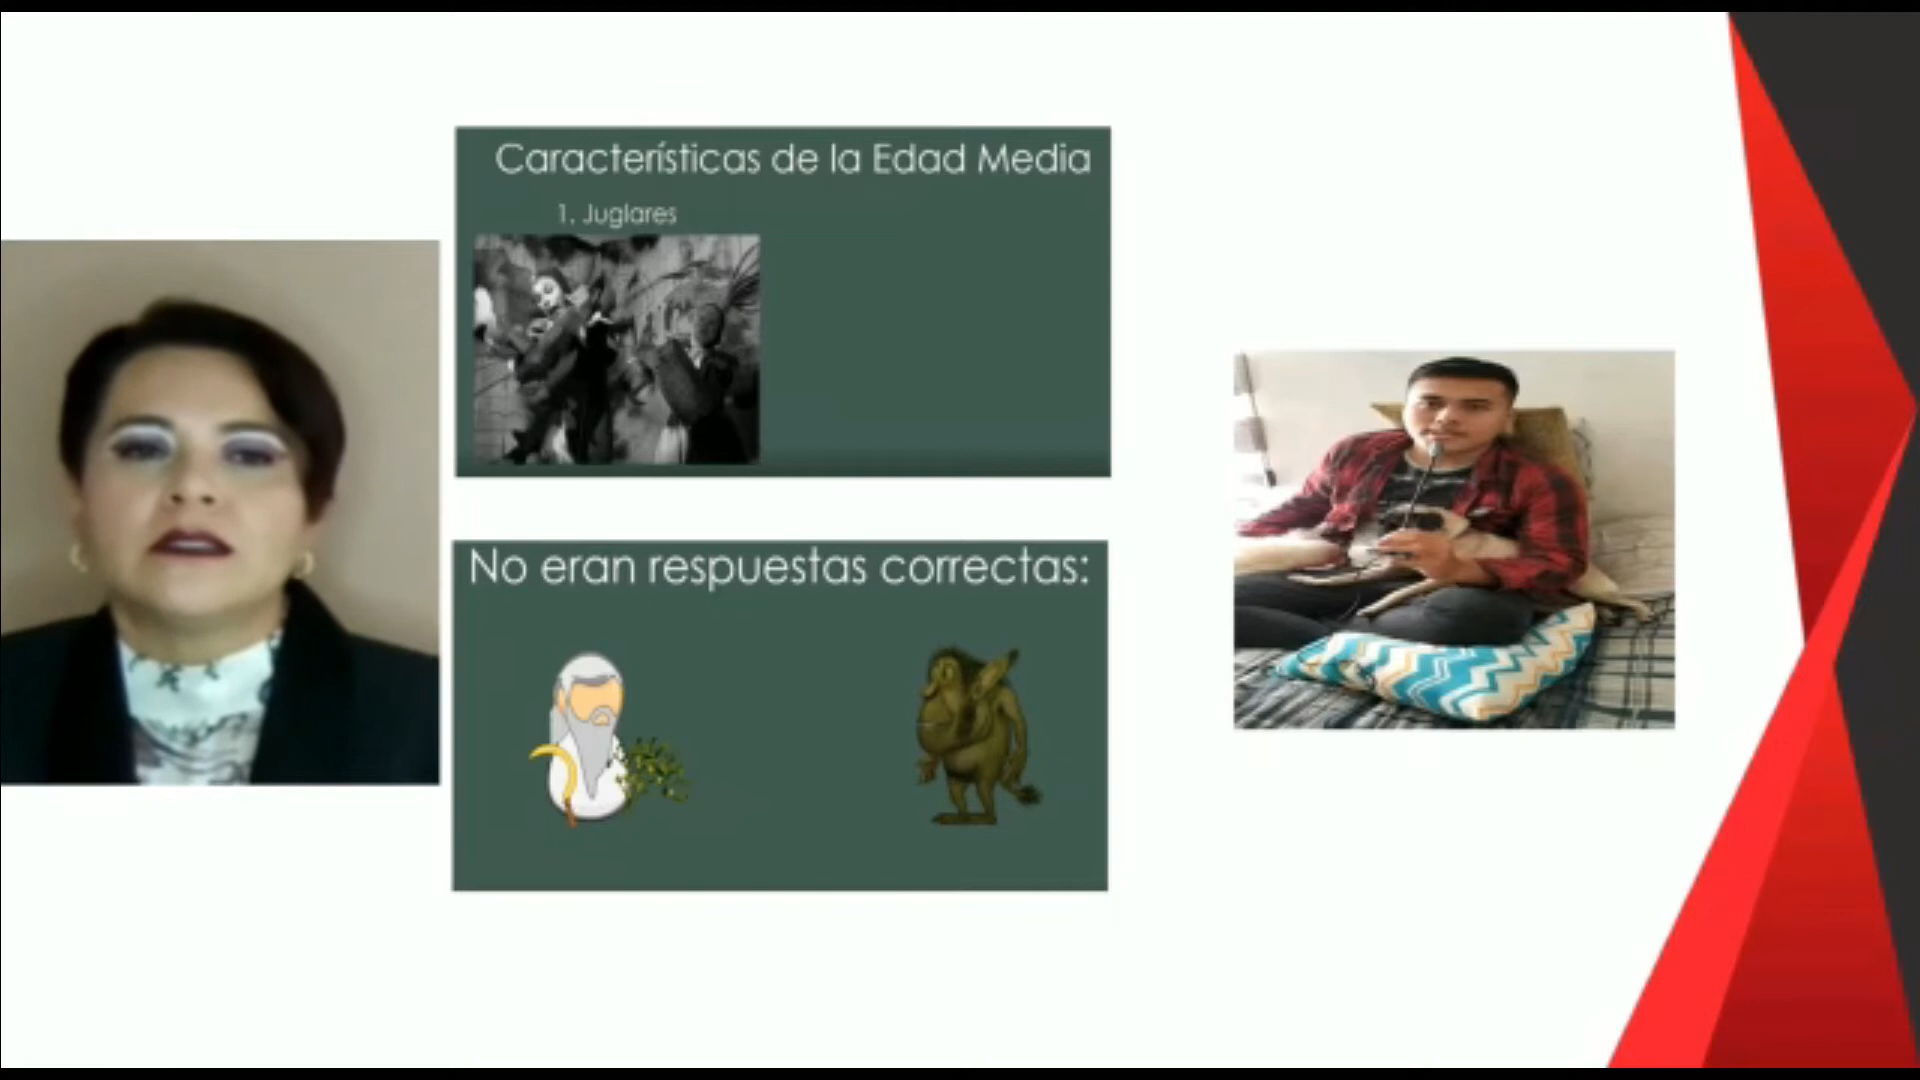 Características de la Edad Media
1. Juglares
No eran respuestas correctas: